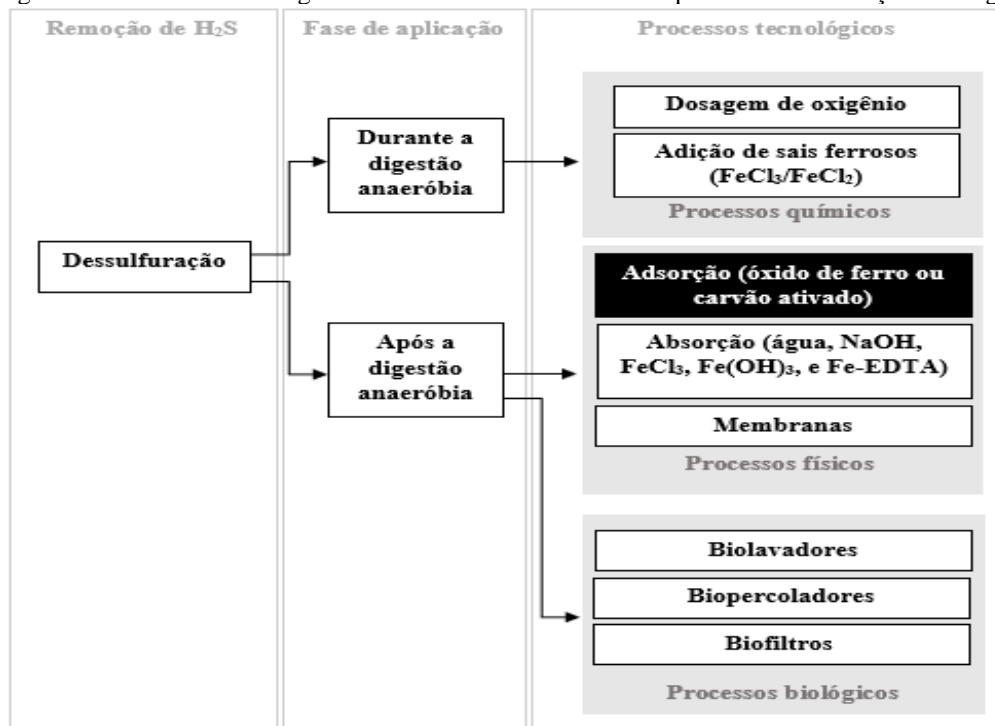 Remoção de H₂S
Fase de aplicação
Processos tecnológicos
Dessulfuração
Durante a
digestão
anaeróbia
Após a
digestão
anaeróbia
Dosagem de oxigênio
Adição de sais ferrosos
(FeCl₃/FeCl₂)
Processos químicos
Adsorção (óxido de ferro ou
carvão ativado)
Absorção (água, NaOH,
FeCl₃, Fe(OH)₃, e Fe-EDTA)
Membranas
Processos físicos
Biolavadores
Biopercoladores
Biofiltros
Processos biológicos